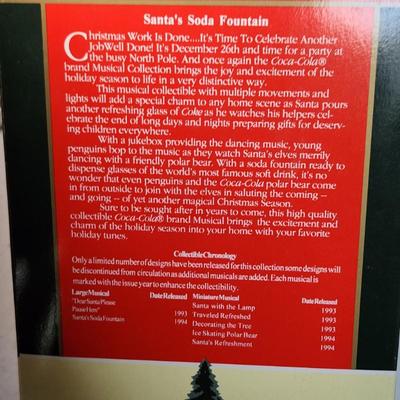 Santa's Soda Fountain
Christmas Work Is Done....It's Time To Celebrate Another
JobWell Done! It's December 26th and time for a party at
the busy North Pole. And once again the Coca-Cola®
brand Musical Collection brings the joy and excitement of the
holiday season to life in a very distinctive way.
This musical collectible with multiple movements and
lights will add a special charm to any home scene as Santa pours
another refreshing glass of Coke as he watches his helpers cel-
ebrate the end of long days and nights preparing gifts for deserv-
ing children everywhere.
With a jukebox providing the dancing music, young
penguins bop to the music as they watch Santa's elves merrily
dancing with a friendly polar bear. With a soda fountain ready to
dispense glasses of the world's most famous soft drink, it's no
wonder that even penguins and the Coca-Cola polar bear come
in from outside to join with the elves in saluting the coming --
and going -- of yet another magical Christmas Season.
Sure to be sought after in years to come, this high quality
collectible Coca-Cola® brand Musical brings the excitement and
charm of the holiday season into your home with your favorite
holiday tunes.
Collectible Chronology
Only a limited number of designs have been released for this collection some designs will
be discontinued from circulation as additional musicals are added. Each musical is
marked with the issue year to enhance the collectibility.
Large Musical Date Released
"Dear Santa Please
Pause Here" 1993
Santa's Soda Fountain 1994
Miniature Musical Date Released
Santa with the Lamp 1993
Traveled Refreshed 1993
Decorating the Tree 1993
Ice Skating Polar Bear 1994
Santa's Refreshment 1994